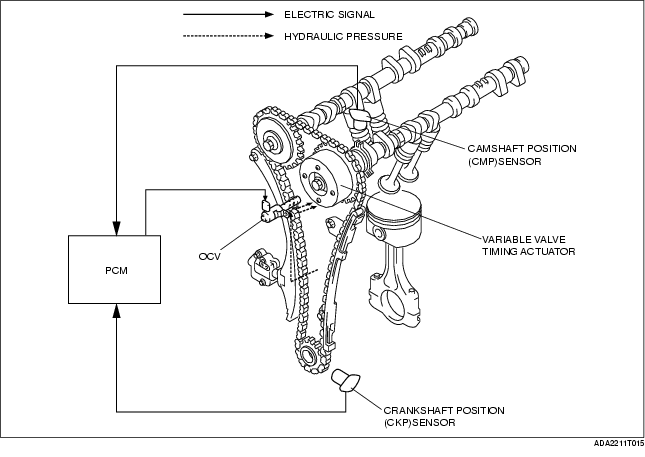 ELECTRIC SIGNAL
HYDRAULIC PRESSURE
CAMSHAFT POSITION
(CMP)SENSOR
OCV
VARIABLE VALVE
TIMING ACTUATOR
PCM
CRANKSHAFT POSITION
(CKP)SENSOR
ADA2211T015